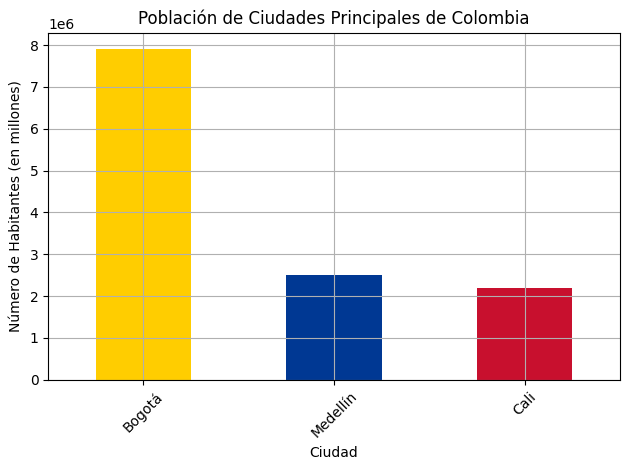 Población de Ciudades Principales de Colombia
1e6
8
7
6
5
4
3
2
1
0
Número de Habitantes (en millones)
Bogotá
Medellín
Cali
Ciudad